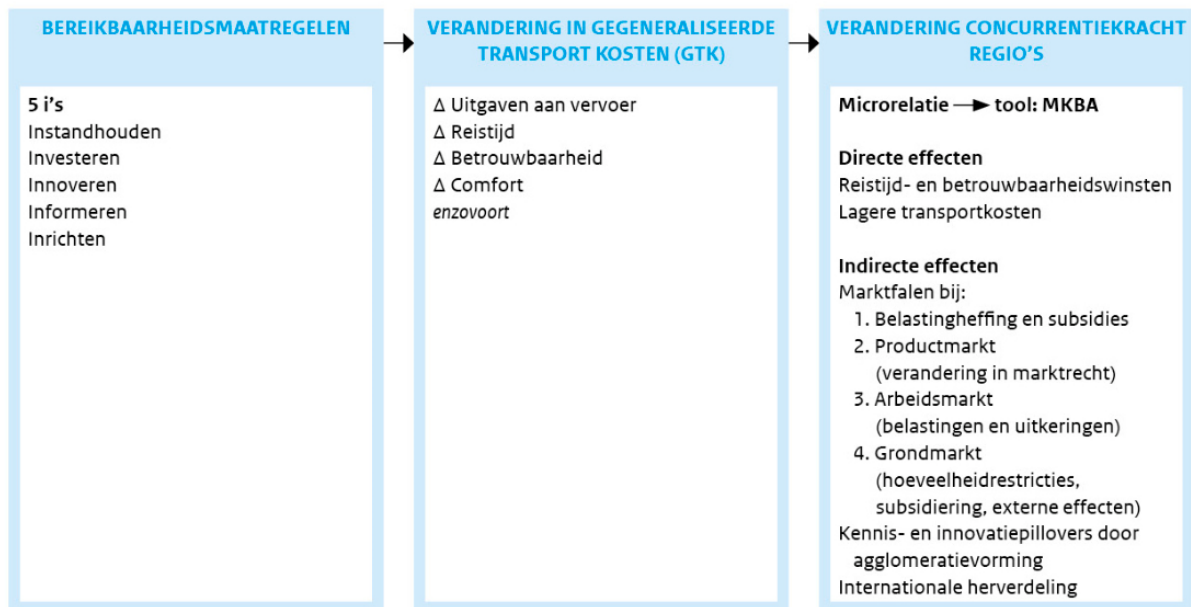 BEREIKBAARHEIDSMAATREGELEN
5 i's
Instandhouden
Investeren
Innoveren
Informeren
Inrichten
VERANDERING IN GEGENERALISEERDE
TRANSPORT KOSTEN (GTK)
Δ Uitgaven aan vervoer
Δ Reistijd
Δ Betrouwbaarheid
Δ Comfort
enzovoort
VERANDERING CONCURRENTIEKRACHT
REGIO'S
Microrelatie → tool: MKBA
Directe effecten
Reistijd- en betrouwbaarheidswinsten
Lagere transportkosten
Indirecte effecten
Marktfalen bij:
1. Belastingheffing en subsidies
2. Productmarkt
(verandering in marktrecht)
3. Arbeidsmarkt
(belastingen en uitkeringen)
4. Grondmarkt
(hoeveelheidrestricties,
subsidiering, externe effecten)
Kennis- en innovatiepillovers door
agglomeratievorming
Internationale herverdeling